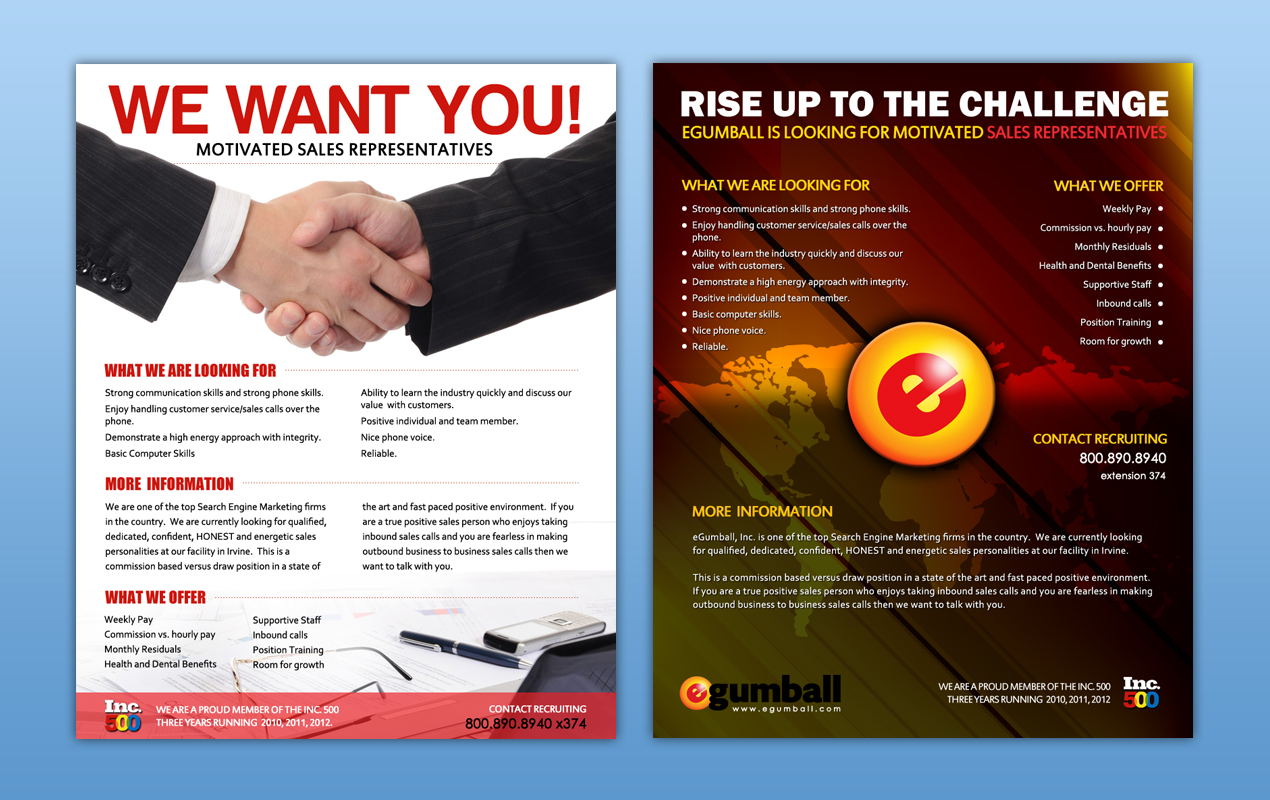 WE WANT YOU!
MOTIVATED SALES REPRESENTATIVES
WHAT WE ARE LOOKING FOR
Strong communication skills and strong phone skills.
Enjoy handling customer service/sales calls over the
phone.
Demonstrate a high energy approach with integrity.
Basic Computer Skills
Ability to learn the industry quickly and discuss our
value with customers.
Positive individual and team member.
Nice phone voice.
Reliable.
MORE INFORMATION
We are one of the top Search Engine Marketing firms
in the country. We are currently looking for qualified,
dedicated, confident, HONEST and energetic sales
personalities at our facility in Irvine. This is a
commission based versus draw position in a state of
the art and fast paced positive environment. If you
are a true positive sales person who enjoys taking
inbound sales calls and you are fearless in making
outbound business to business sales calls then we
want to talk with you.
WHAT WE OFFER
Weekly Pay
Commission vs. hourly pay
Monthly Residuals
Health and Dental Benefits
Supportive Staff
Inbound calls
Position Training
Room for growth
Inc.
500
WE ARE A PROUD MEMBER OF THE INC. 500
THREE YEARS RUNNING 2010, 2011, 2012.
CONTACT RECRUITING
800.890.8940 x374
RISE UP TO THE CHALLENGE
EGUMBALL IS LOOKING FOR MOTIVATED SALES REPRESENTATIVES
WHAT WE ARE LOOKING FOR
Strong communication skills and strong phone skills.
Enjoy handling customer service/sales calls over the
phone.
Ability to learn the industry quickly and discuss our
value with customers.
Demonstrate a high energy approach with integrity.
Positive individual and team member.
Basic computer skills.
Nice phone voice.
Reliable.
WHAT WE OFFER
Weekly Pay
Commission vs. hourly pay
Monthly Residuals
Health and Dental Benefits
Supportive Staff
Inbound calls
Position Training
Room for growth
e
CONTACT RECRUITING
800.890.8940
extension 374
MORE INFORMATION
eGumball, Inc. is one of the top Search Engine Marketing firms in the country. We are currently looking
for qualified, dedicated, confident, HONEST and energetic sales personalities at our facility in Irvine.
This is a commission based versus draw position in a state of the art and fast paced positive environment.
If you are a true positive sales person who enjoys taking inbound sales calls and you are fearless in making
outbound business to business sales calls then we want to talk with you.
egumball
www.egumball.com
WE ARE A PROUD MEMBER OF THE INC. 500
THREE YEARS RUNNING 2010, 2011, 2012
Inc.
500